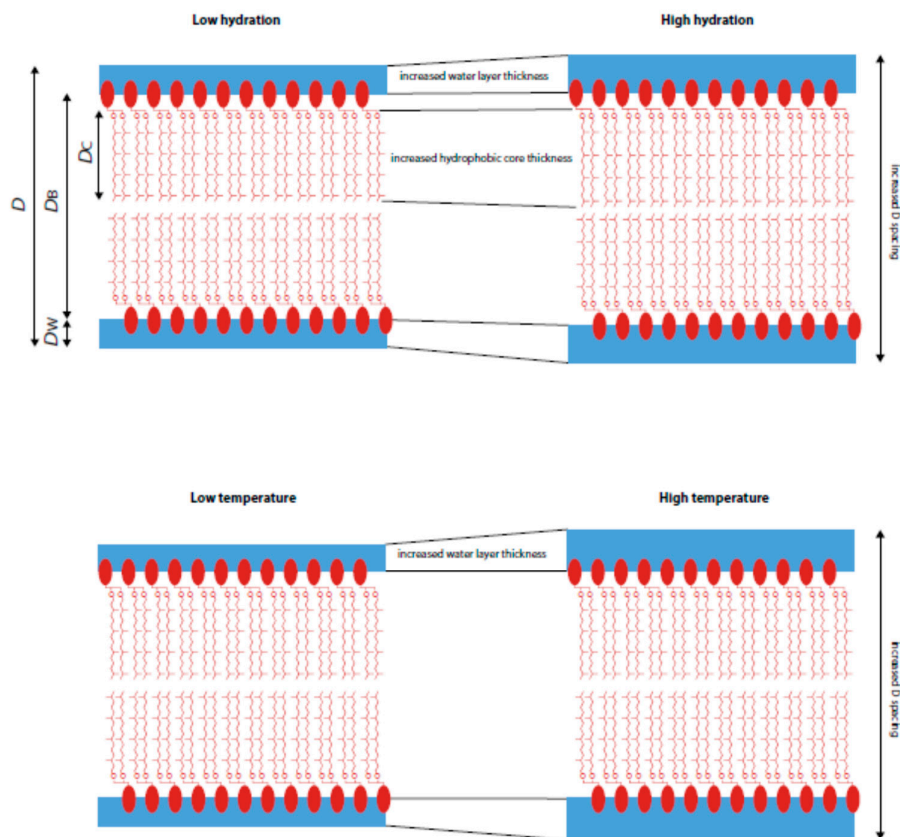 Low hydration
High hydration
increased water layer thickness
increased hydrophobic core thickness
D
DB
DC
DW
increased D spacing
Low temperature
High temperature
increased water layer thickness
increased D spacing